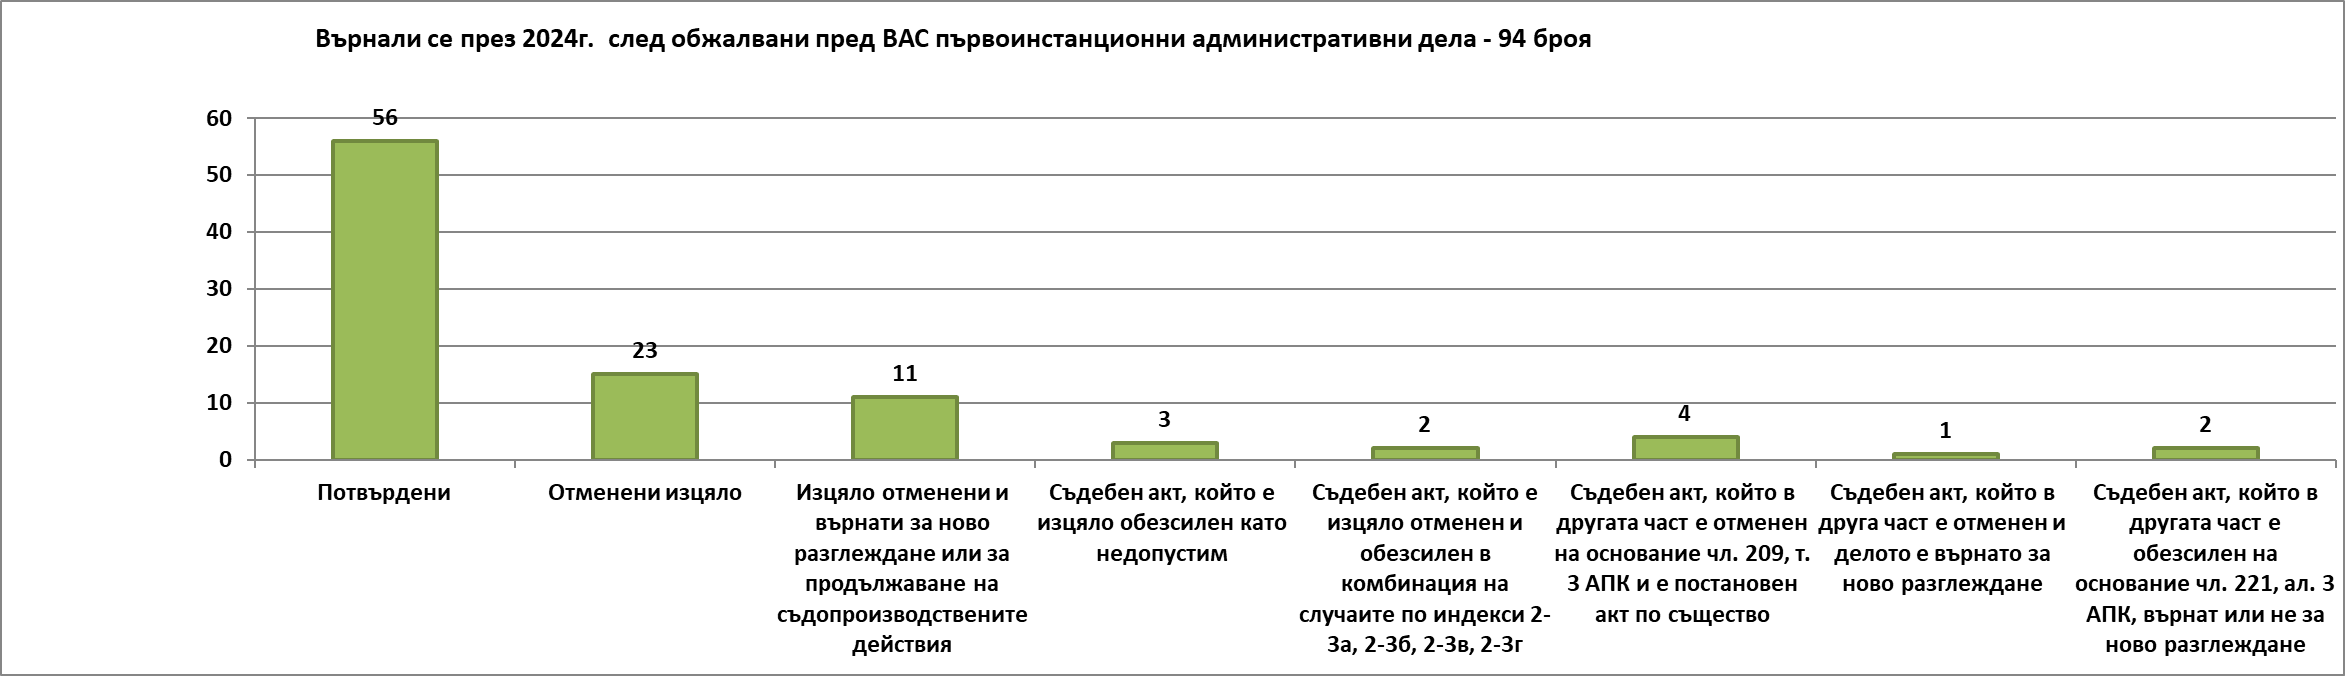 Върнали се през 2024г.  след обжалвани пред ВАС първоинстанционни административни дела - 94 броя
60
50
40
30
20
10
0
56
23
11
3
2
4
1
2
Потвърдени
Отменени изцяло
Изцяло отменени и
върнати за ново
разглеждане или за
продължаване на
съдопроизводствените
действия
Съдебен акт, който е
изцяло обезсилен като
недопустим
Съдебен акт, който е
изцяло отменен и
обезсилен в
комбинация на
случаите по индекси 2-
3а, 2-3б, 2-3в, 2-3г
Съдебен акт, който в
другата част е отменен
на основание чл. 209, т.
3 АПК и е постановен
акт по същество
Съдебен акт, който в
друга част е отменен и
делото е върнато за
ново разглеждане
Съдебен акт, който в
другата част е
обезсилен на
основание чл. 221, ал. 3
АПК, върнат или не за
ново разглеждане